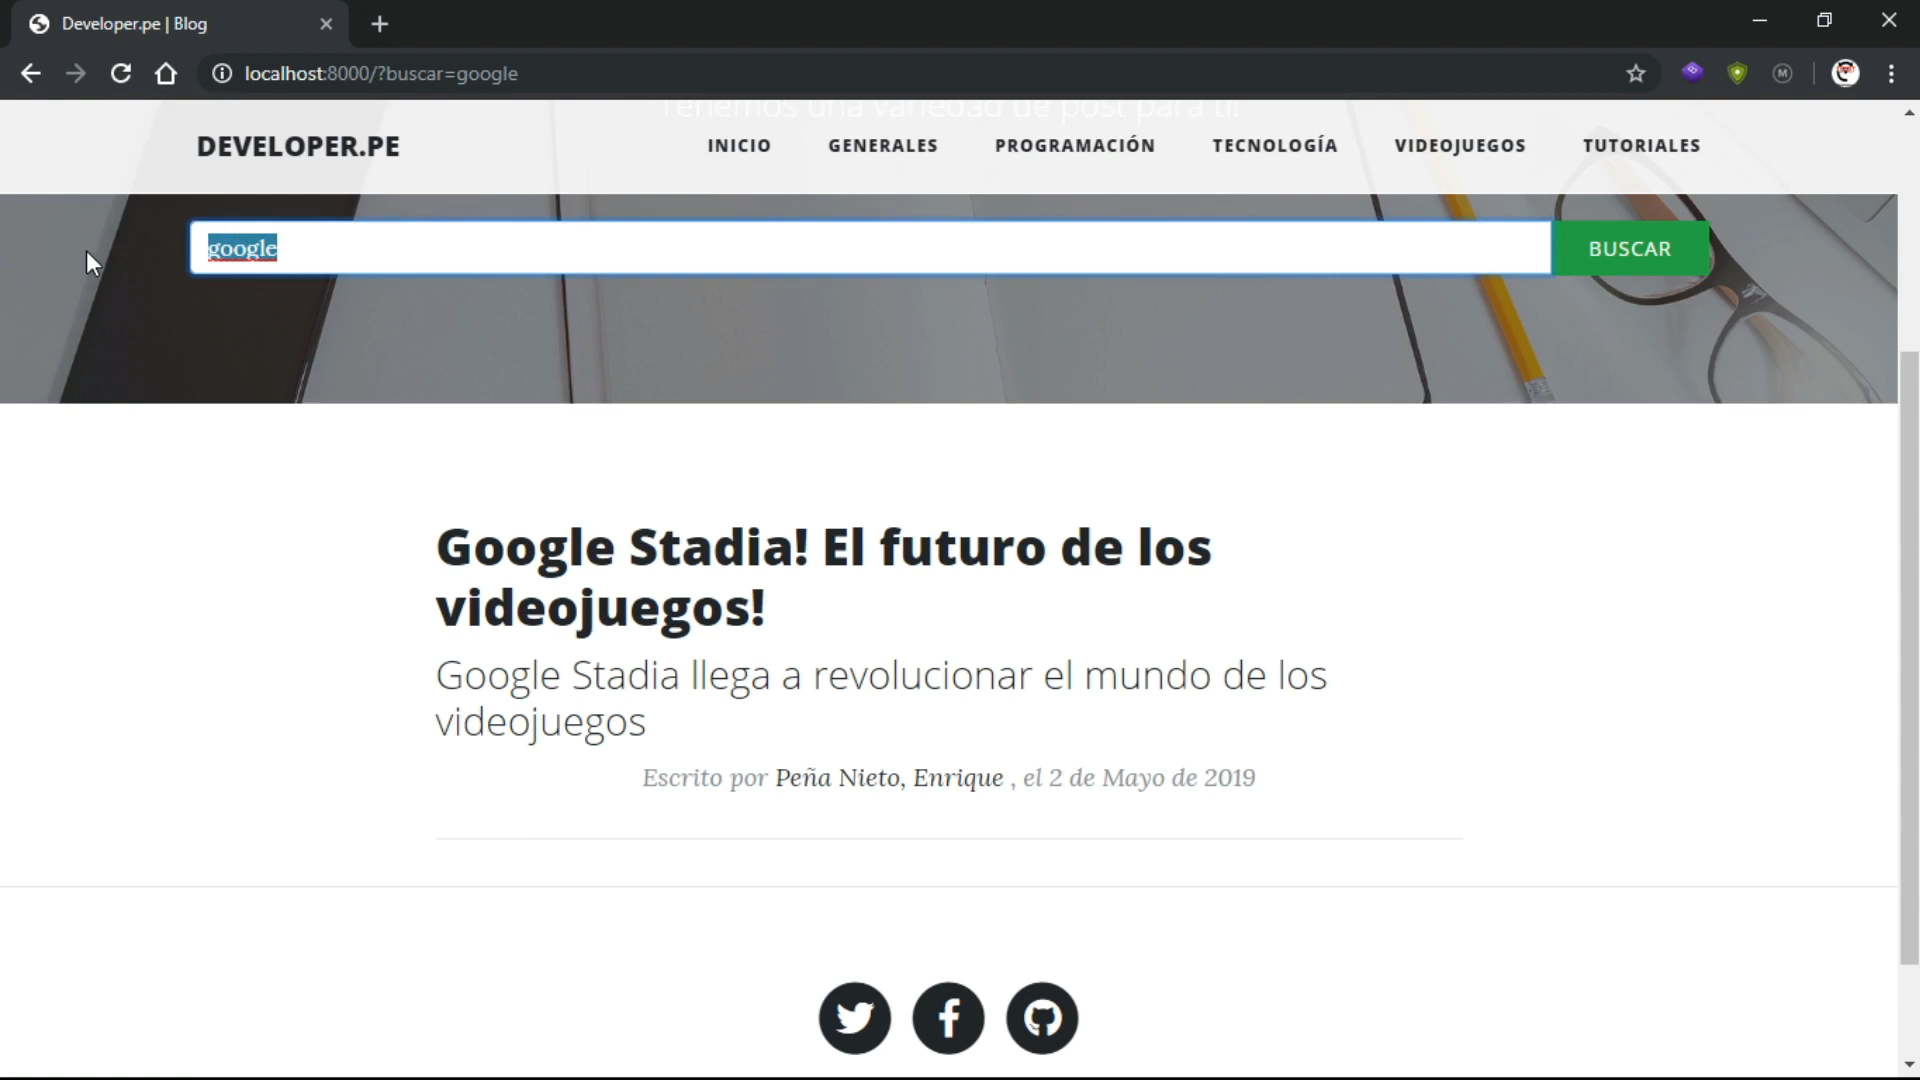 Developer.pe | Blog
localhost:8000/?buscar=google
Tenemos una variedad de post para ti!
DEVELOPER.PE
INICIO
GENERALES
PROGRAMACIÓN
TECNOLOGÍA
VIDEOJUEGOS
TUTORIALES
google
BUSCAR
Google Stadia! El futuro de los
videojuegos!
Google Stadia llega a revolucionar el mundo de los
videojuegos
Escrito por Peña Nieto, Enrique , el 2 de Mayo de 2019